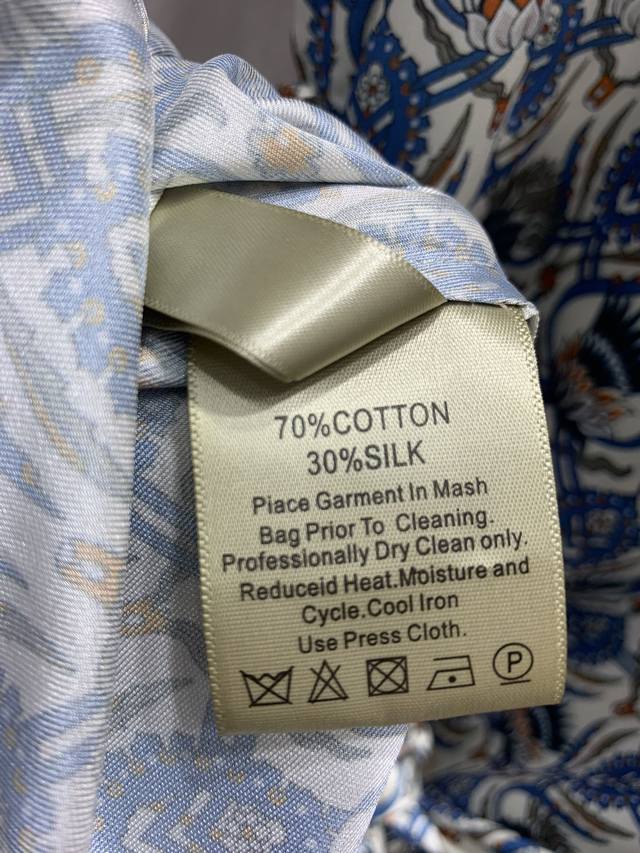 70%COTTON
30%SILK
Piace Garment In Mash
Bag Prior To Cleaning.
Professionally Dry Clean only.
Reduceid Heat.Moisture and
Cycle.Cool Iron
Use Press Cloth.
P